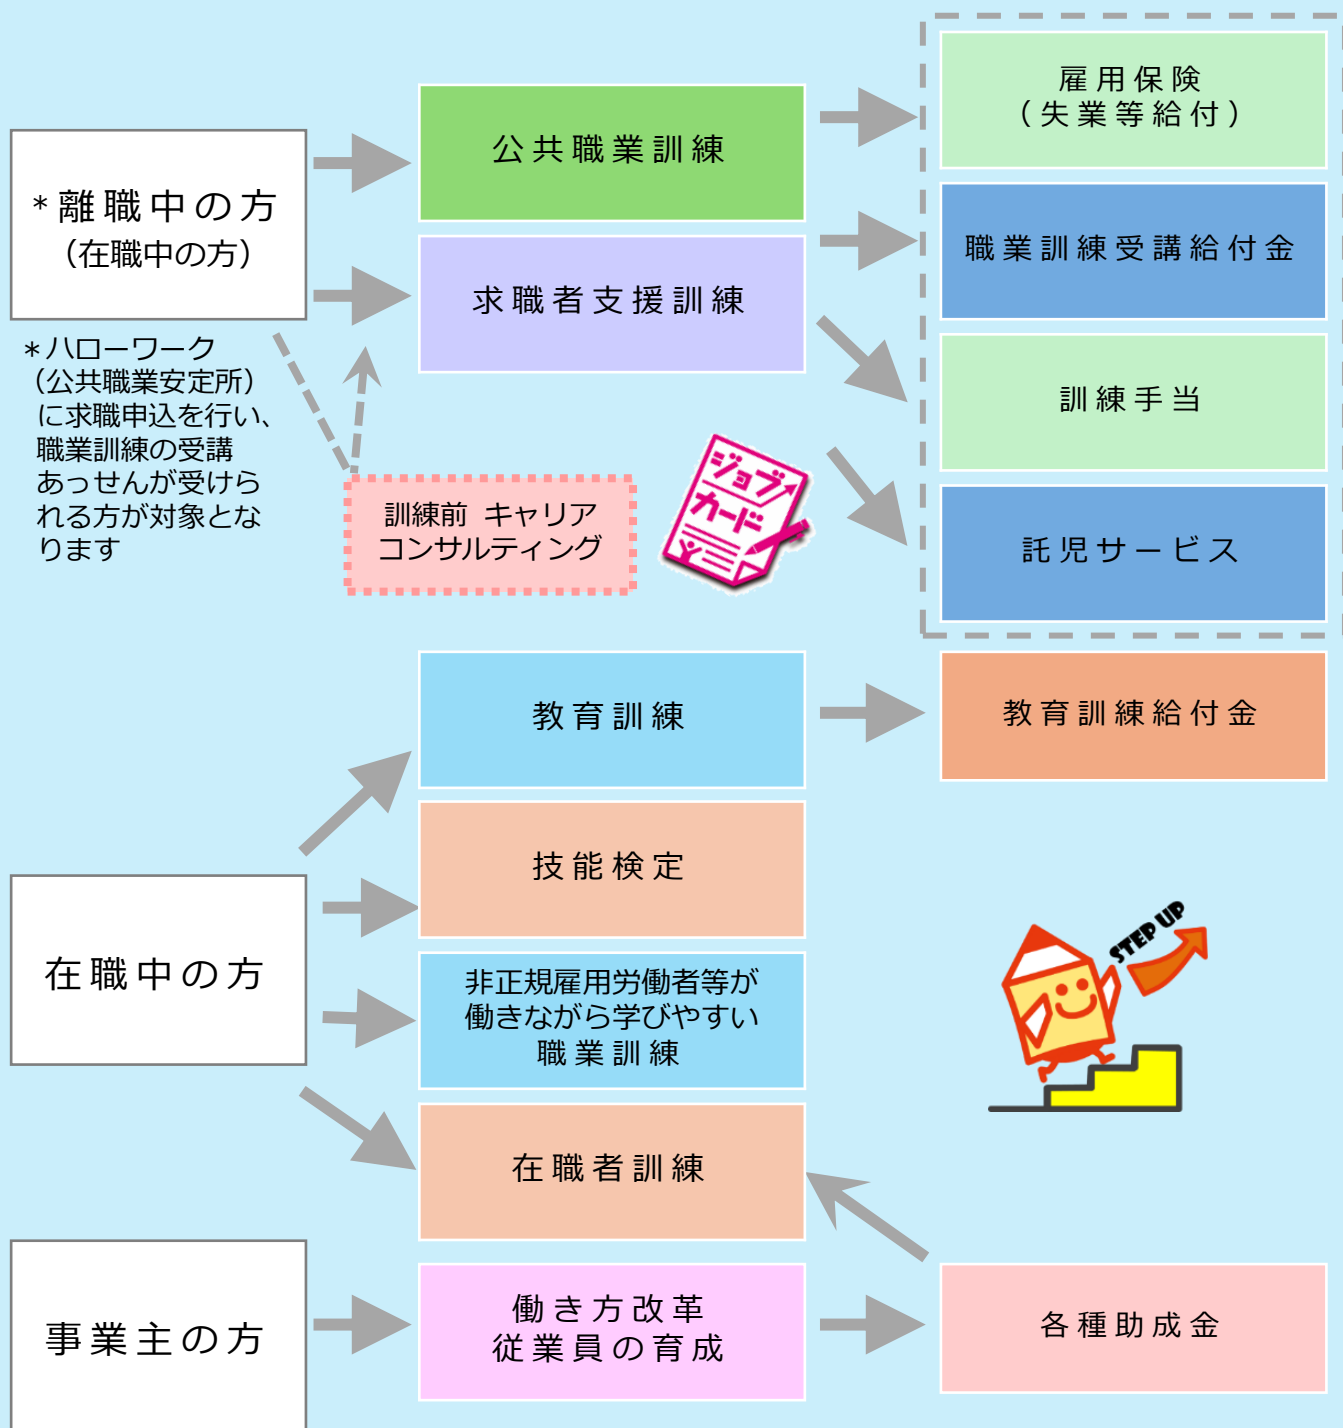 *離職中の方
(在職中の方)
*ハローワーク
(公共職業安定所)
に求職申込を行い、
職業訓練の受講
あっせんが受けら
れる方が対象とな
ります
公共職業訓練
求職者支援訓練
訓練前 キャリア
コンサルティング
ジョブ
カード
雇用保険
(失業等給付)
職業訓練受講給付金
訓練手当
託児サービス
在職中の方
教育訓練
技能検定
非正規雇用労働者等が
働きながら学びやすい
職業訓練
在職者訓練
教育訓練給付金
STEP UP
事業主の方
働き方改革
従業員の育成
各種助成金